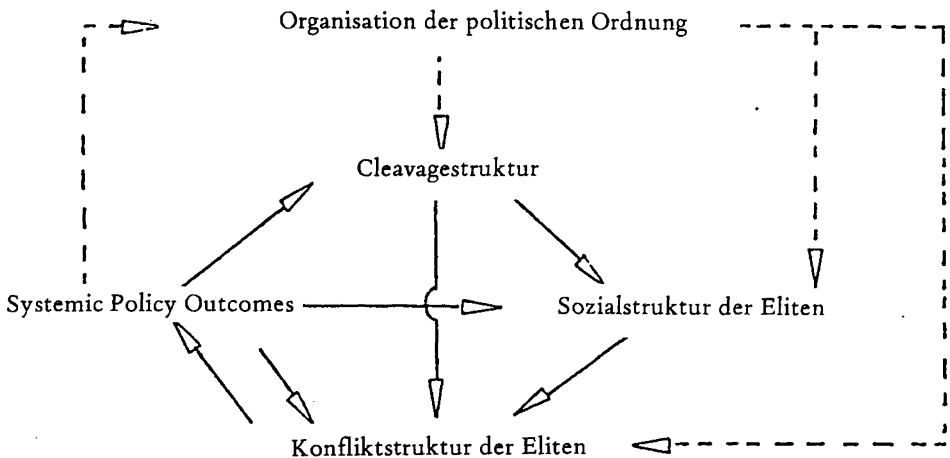 Organisation der politischen Ordnung
Cleavagestruktur
Systemic Policy Outcomes
Sozialstruktur der Eliten
Konfliktstruktur der Eliten